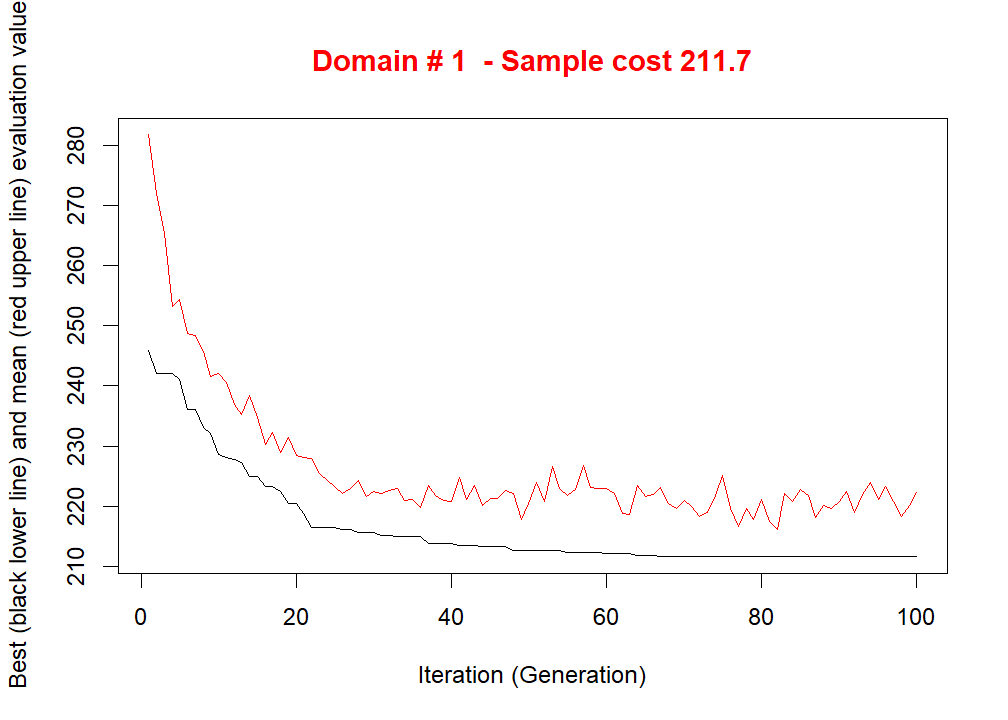 Domain # 1  - Sample cost 211.7
Best (black lower line) and mean (red upper line) evaluation value
280
270
260
250
240
230
220
210
0 20 40 60 80 100
Iteration (Generation)